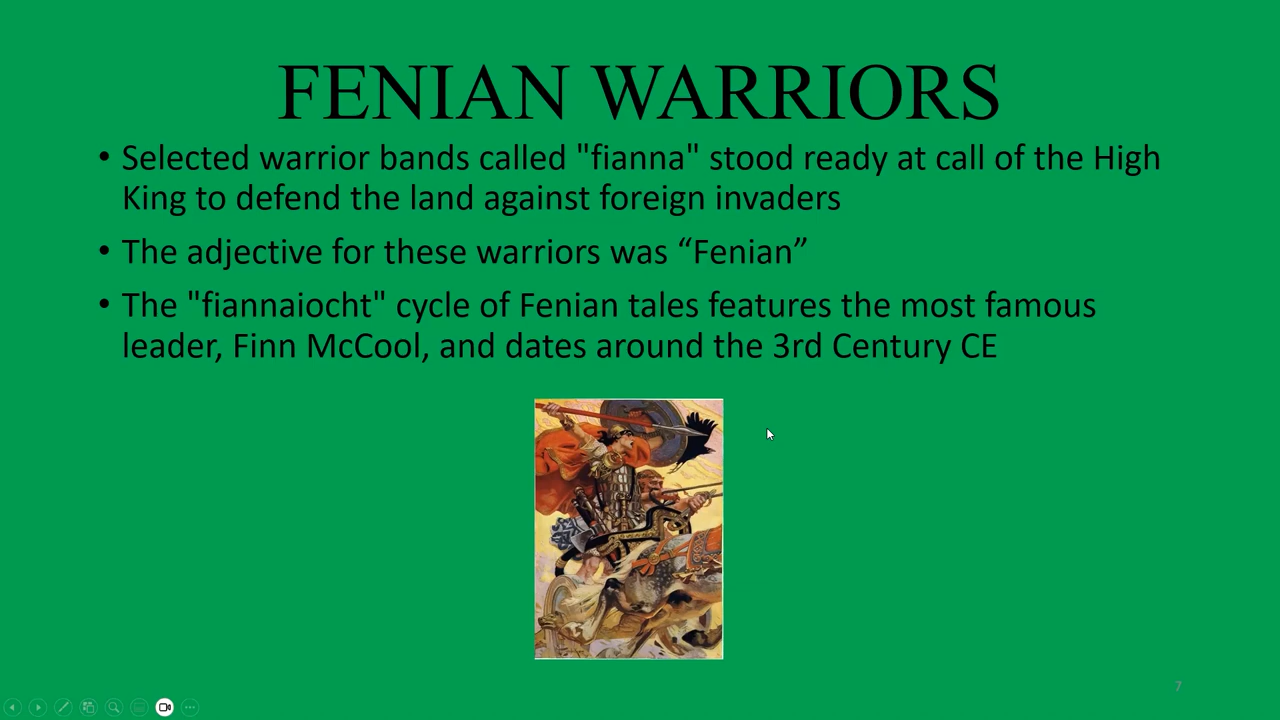 FENIAN WARRIORS
• Selected warrior bands called "fianna" stood ready at call of the High
King to defend the land against foreign invaders
• The adjective for these warriors was “Fenian”
• The "fiannaiocht" cycle of Fenian tales features the most famous
leader, Finn McCool, and dates around the 3rd Century CE
7